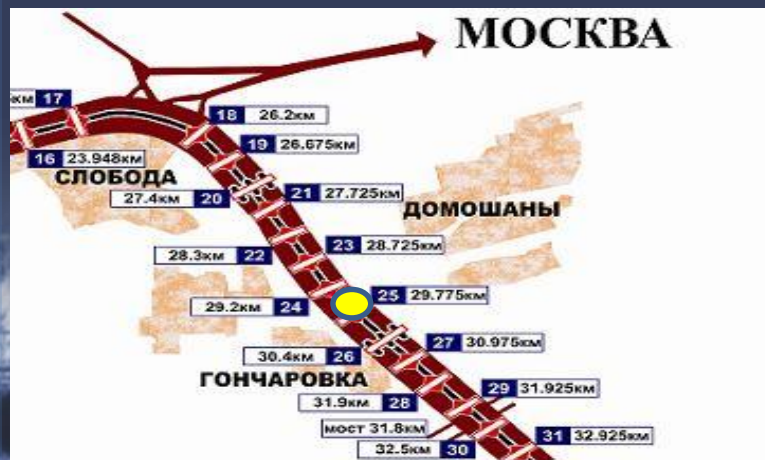 МОСКВА
км 17
18 26.2км
19 26.675км
16 23.948км
СЛОБОДА
27.4км 20
21 27.725км
ДОМОШАНЫ
23 28.725км
28.3км 22
25 29.775км
29.2км 24
27 30.975км
30.4км 26
ГОНЧАРОВКА
29 31.925км
31.9км 28
мост 31.8км
31 32.925км
32.5км 30